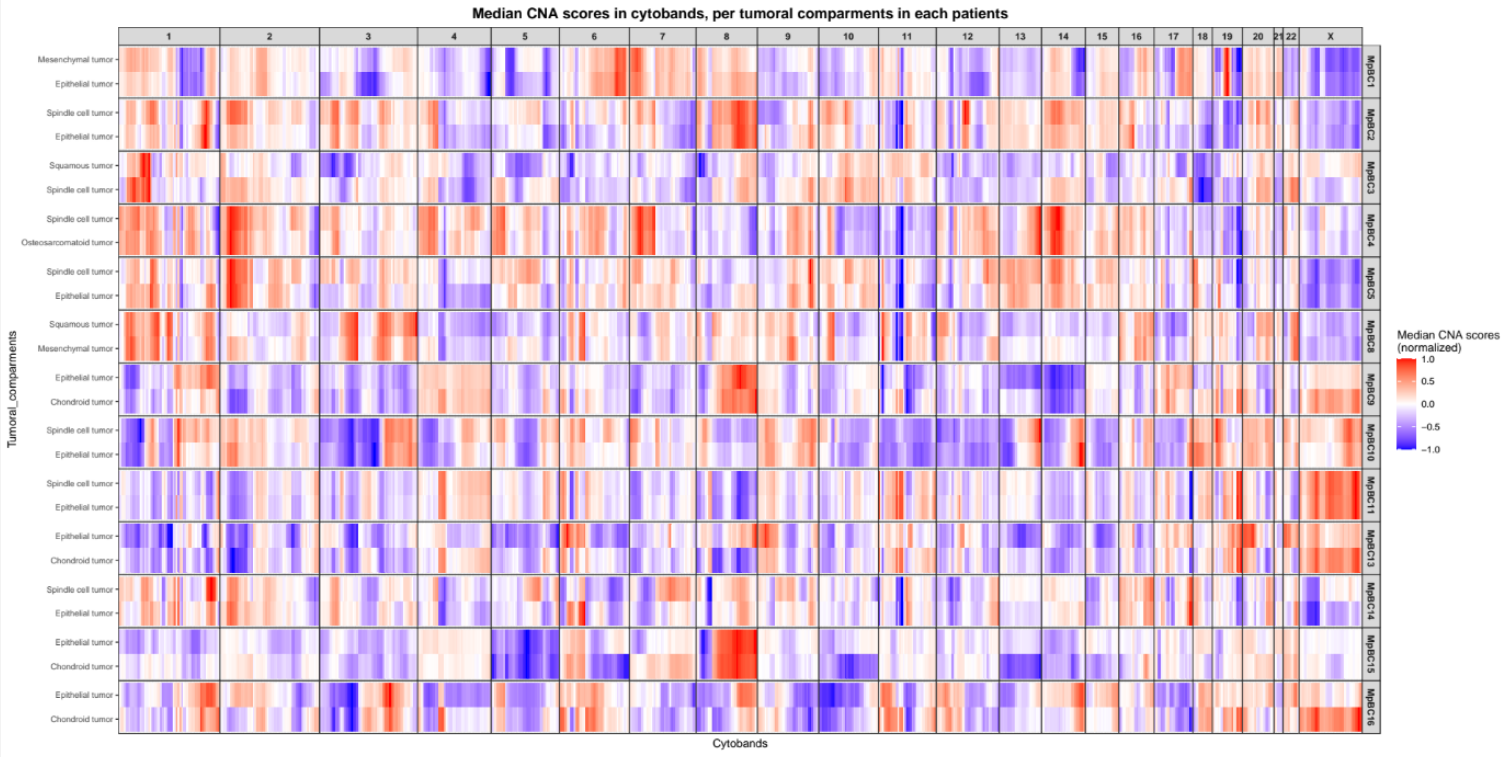 Median CNA scores in cytobands, per tumoral comparments in each patients
1 2 3 4 5 6 7 8 9 10 11 12 13 14 15 16 17 18 19 20 21 22 X
Mesenchymal tumor
Epithelial tumor
MpBC1
Spindle cell tumor
Epithelial tumor
MpBC2
Squamous tumor
Spindle cell tumor
MpBC3
Spindle cell tumor
Osteosarcomatoid tumor
MpBC4
Spindle cell tumor
Epithelial tumor
MpBC5
Squamous tumor
Mesenchymal tumor
MpBC8
Epithelial tumor
Chondroid tumor
MpBC9
Spindle cell tumor
Epithelial tumor
MpBC10
Spindle cell tumor
Epithelial tumor
MpBC11
Epithelial tumor
Chondroid tumor
MpBC13
Spindle cell tumor
Epithelial tumor
MpBC14
Epithelial tumor
Chondroid tumor
MpBC15
Epithelial tumor
Chondroid tumor
MpBC16
Tumoral_comparments
Cytobands
Median CNA scores
(normalized)
1.0
0.5
0.0
−0.5
−1.0